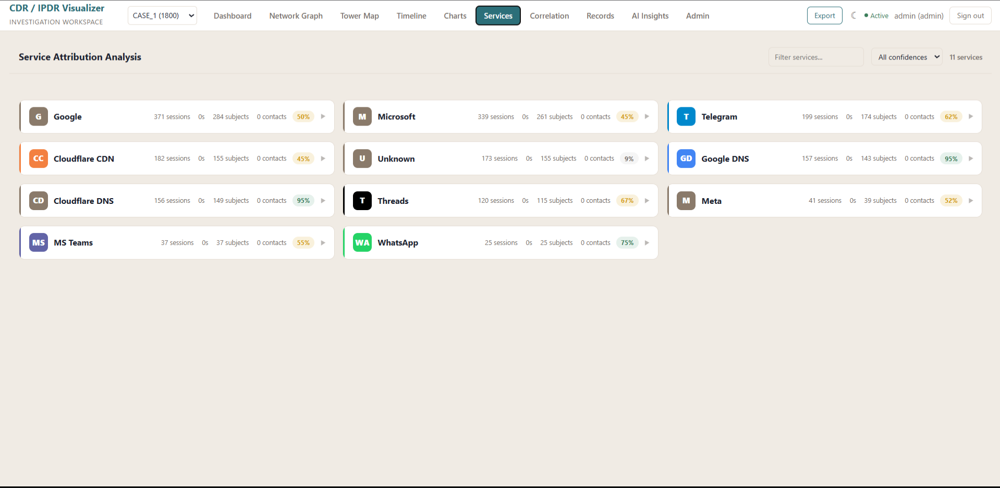 CDR / IPDR Visualizer
INVESTIGATION WORKSPACE
CASE_1 (1800)
Dashboard
Network Graph
Tower Map
Timeline
Charts
Services
Correlation
Records
AI Insights
Admin
Export
Active
admin (admin)
Sign out
Service Attribution Analysis
Filter services...
All confidences
11 services
G Google 371 sessions 0s 284 subjects 0 contacts 50%
M Microsoft 339 sessions 0s 261 subjects 0 contacts 45%
T Telegram 199 sessions 0s 174 subjects 0 contacts 62%
CC Cloudflare CDN 182 sessions 0s 155 subjects 0 contacts 45%
U Unknown 173 sessions 0s 155 subjects 0 contacts 9%
GD Google DNS 157 sessions 0s 143 subjects 0 contacts 95%
CD Cloudflare DNS 156 sessions 0s 149 subjects 0 contacts 95%
T Threads 120 sessions 0s 115 subjects 0 contacts 67%
M Meta 41 sessions 0s 39 subjects 0 contacts 52%
MS MS Teams 37 sessions 0s 37 subjects 0 contacts 55%
WA WhatsApp 25 sessions 0s 25 subjects 0 contacts 75%